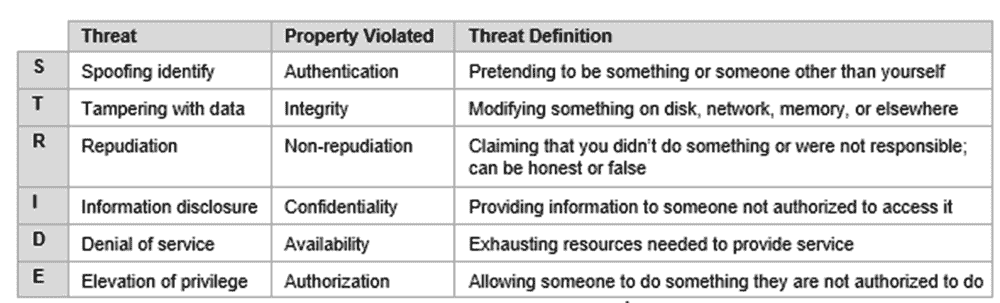 Threat Property Violated Threat Definition
S Spoofing identify Authentication Pretending to be something or someone other than yourself
T Tampering with data Integrity Modifying something on disk, network, memory, or elsewhere
R Repudiation Non-repudiation Claiming that you didn't do something or were not responsible;
can be honest or false
I Information disclosure Confidentiality Providing information to someone not authorized to access it
D Denial of service Availability Exhausting resources needed to provide service
E Elevation of privilege Authorization Allowing someone to do something they are not authorized to do